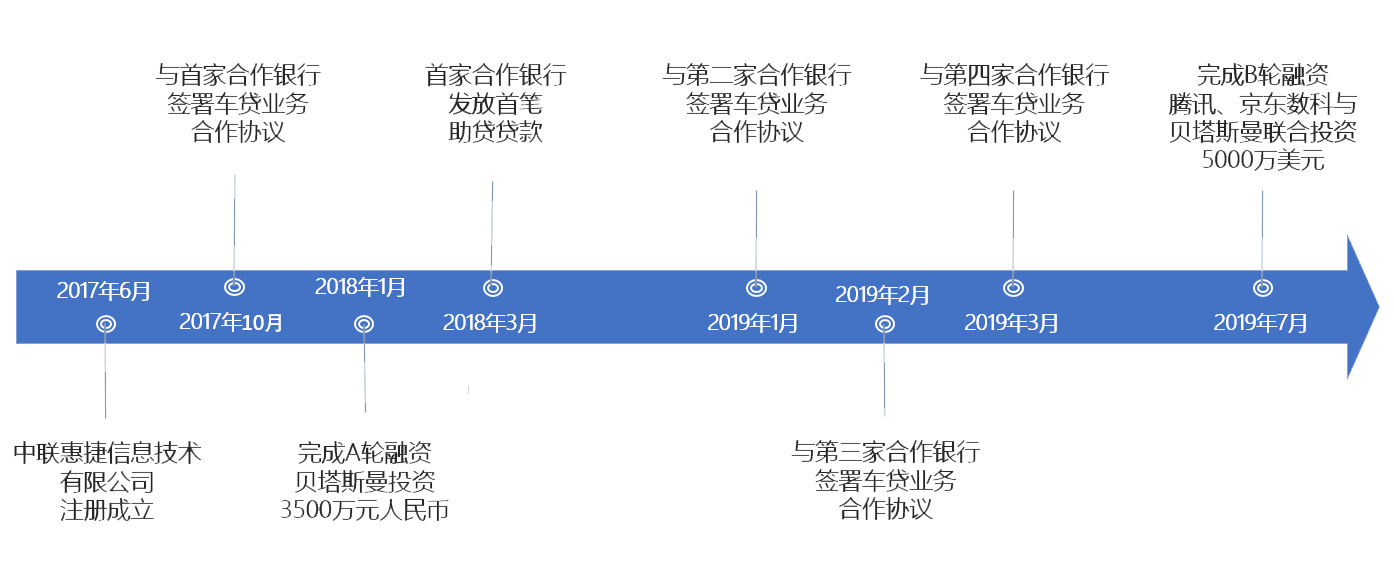 与首家合作银行
签署车贷业务
合作协议
首家合作银行
发放首笔
助贷贷款
与第二家合作银行
签署车贷业务
合作协议
与第四家合作银行
签署车贷业务
合作协议
完成B轮融资
腾讯、京东数科与
贝塔斯曼联合投资
5000万美元
2017年6月
2017年10月
2018年1月
2018年3月
2019年1月
2019年2月
2019年3月
2019年7月
中联惠捷信息技术
有限公司
注册成立
完成A轮融资
贝塔斯曼投资
3500万元人民币
与第三家合作银行
签署车贷业务
合作协议